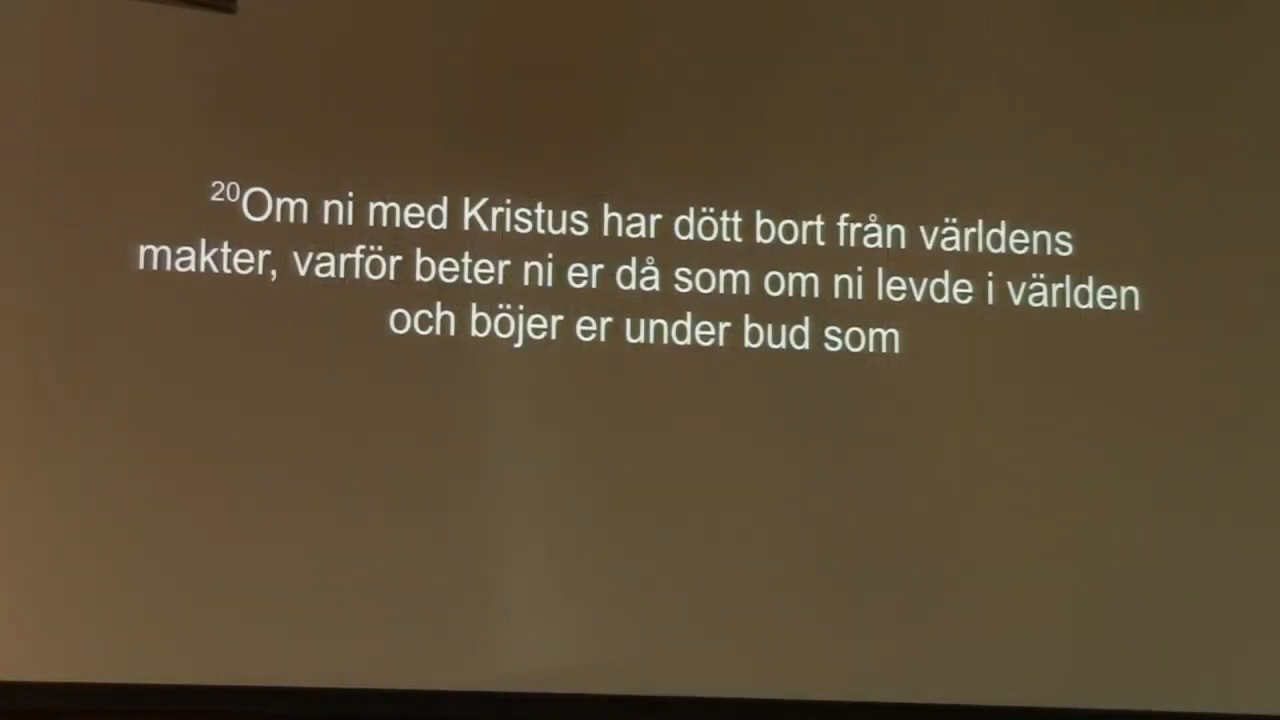 20Om ni med Kristus har dött bort från världens
makter, varför beter ni er då som om ni levde i världen
och böjer er under bud som